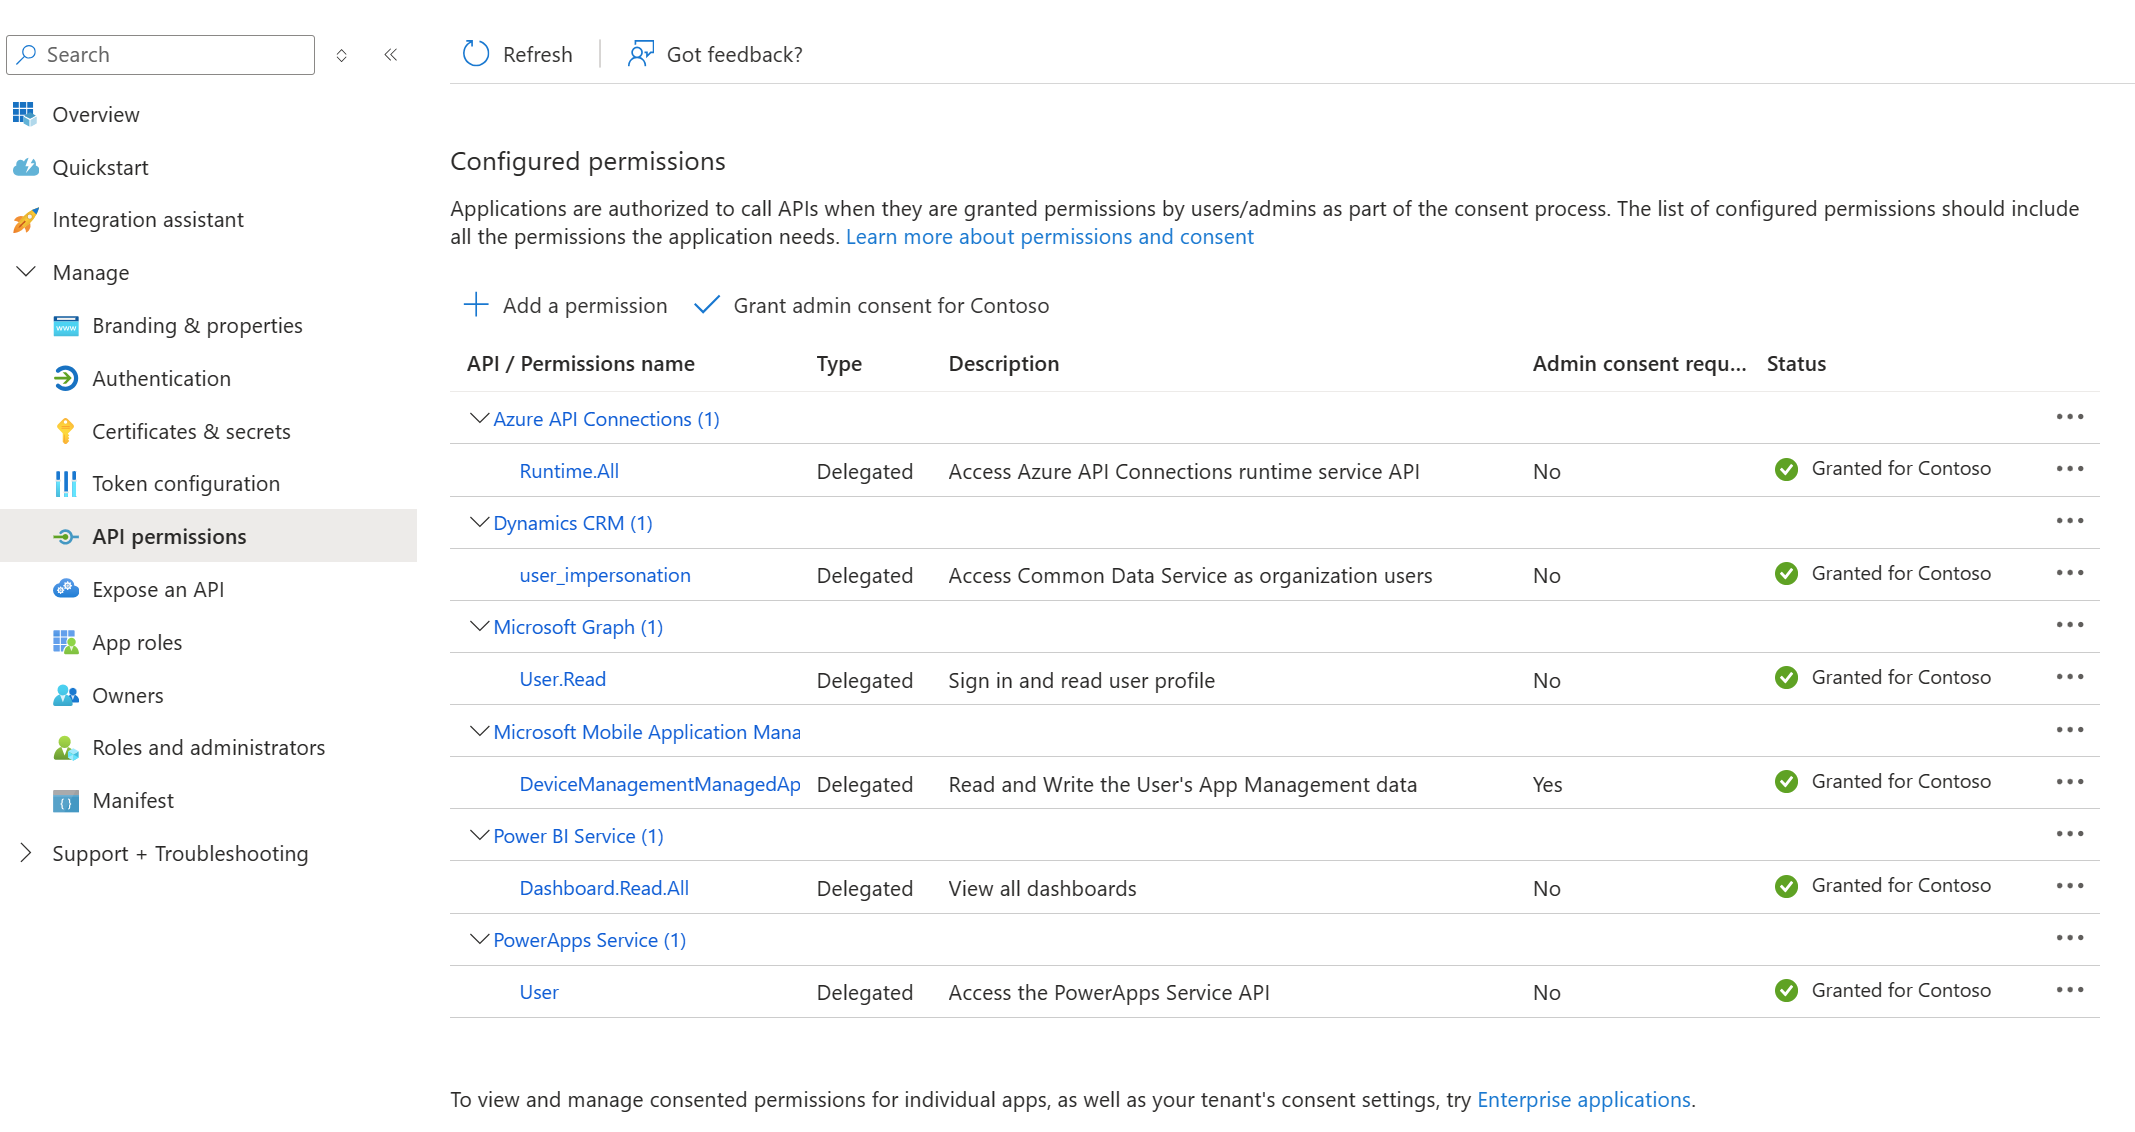 Search
Refresh
Got feedback?
Overview
Quickstart
Integration assistant
Manage
Branding & properties
Authentication
Certificates & secrets
Token configuration
API permissions
Expose an API
App roles
Owners
Roles and administrators
Manifest
Support + Troubleshooting
Configured permissions
Applications are authorized to call APIs when they are granted permissions by users/admins as part of the consent process. The list of configured permissions should include
all the permissions the application needs. Learn more about permissions and consent
Add a permission
Grant admin consent for Contoso
API / Permissions name Type Description Admin consent requ... Status
Azure API Connections (1)
Runtime.All Delegated Access Azure API Connections runtime service API No Granted for Contoso
Dynamics CRM (1)
user_impersonation Delegated Access Common Data Service as organization users No Granted for Contoso
Microsoft Graph (1)
User.Read Delegated Sign in and read user profile No Granted for Contoso
Microsoft Mobile Application Mana
DeviceManagementManagedAp Delegated Read and Write the User's App Management data Yes Granted for Contoso
Power BI Service (1)
Dashboard.Read.All Delegated View all dashboards No Granted for Contoso
PowerApps Service (1)
User Delegated Access the PowerApps Service API No Granted for Contoso
To view and manage consented permissions for individual apps, as well as your tenant's consent settings, try Enterprise applications.